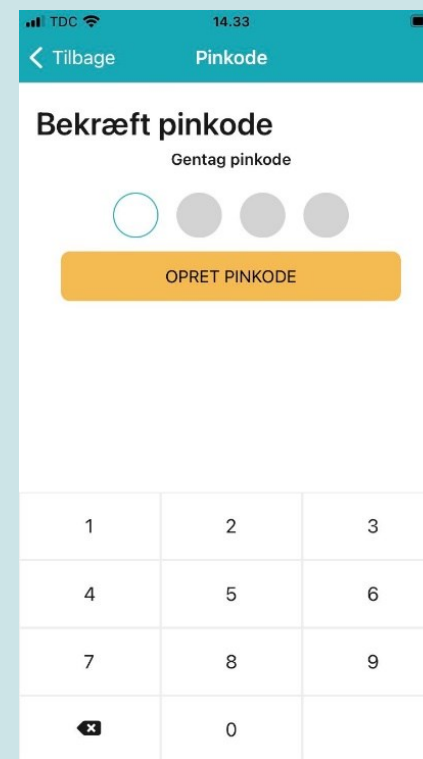 TDC 14.33
Tilbage Pinkode
Bekræft pinkode
Gentag pinkode
OPRET PINKODE
1 2 3
4 5 6
7 8 9
0